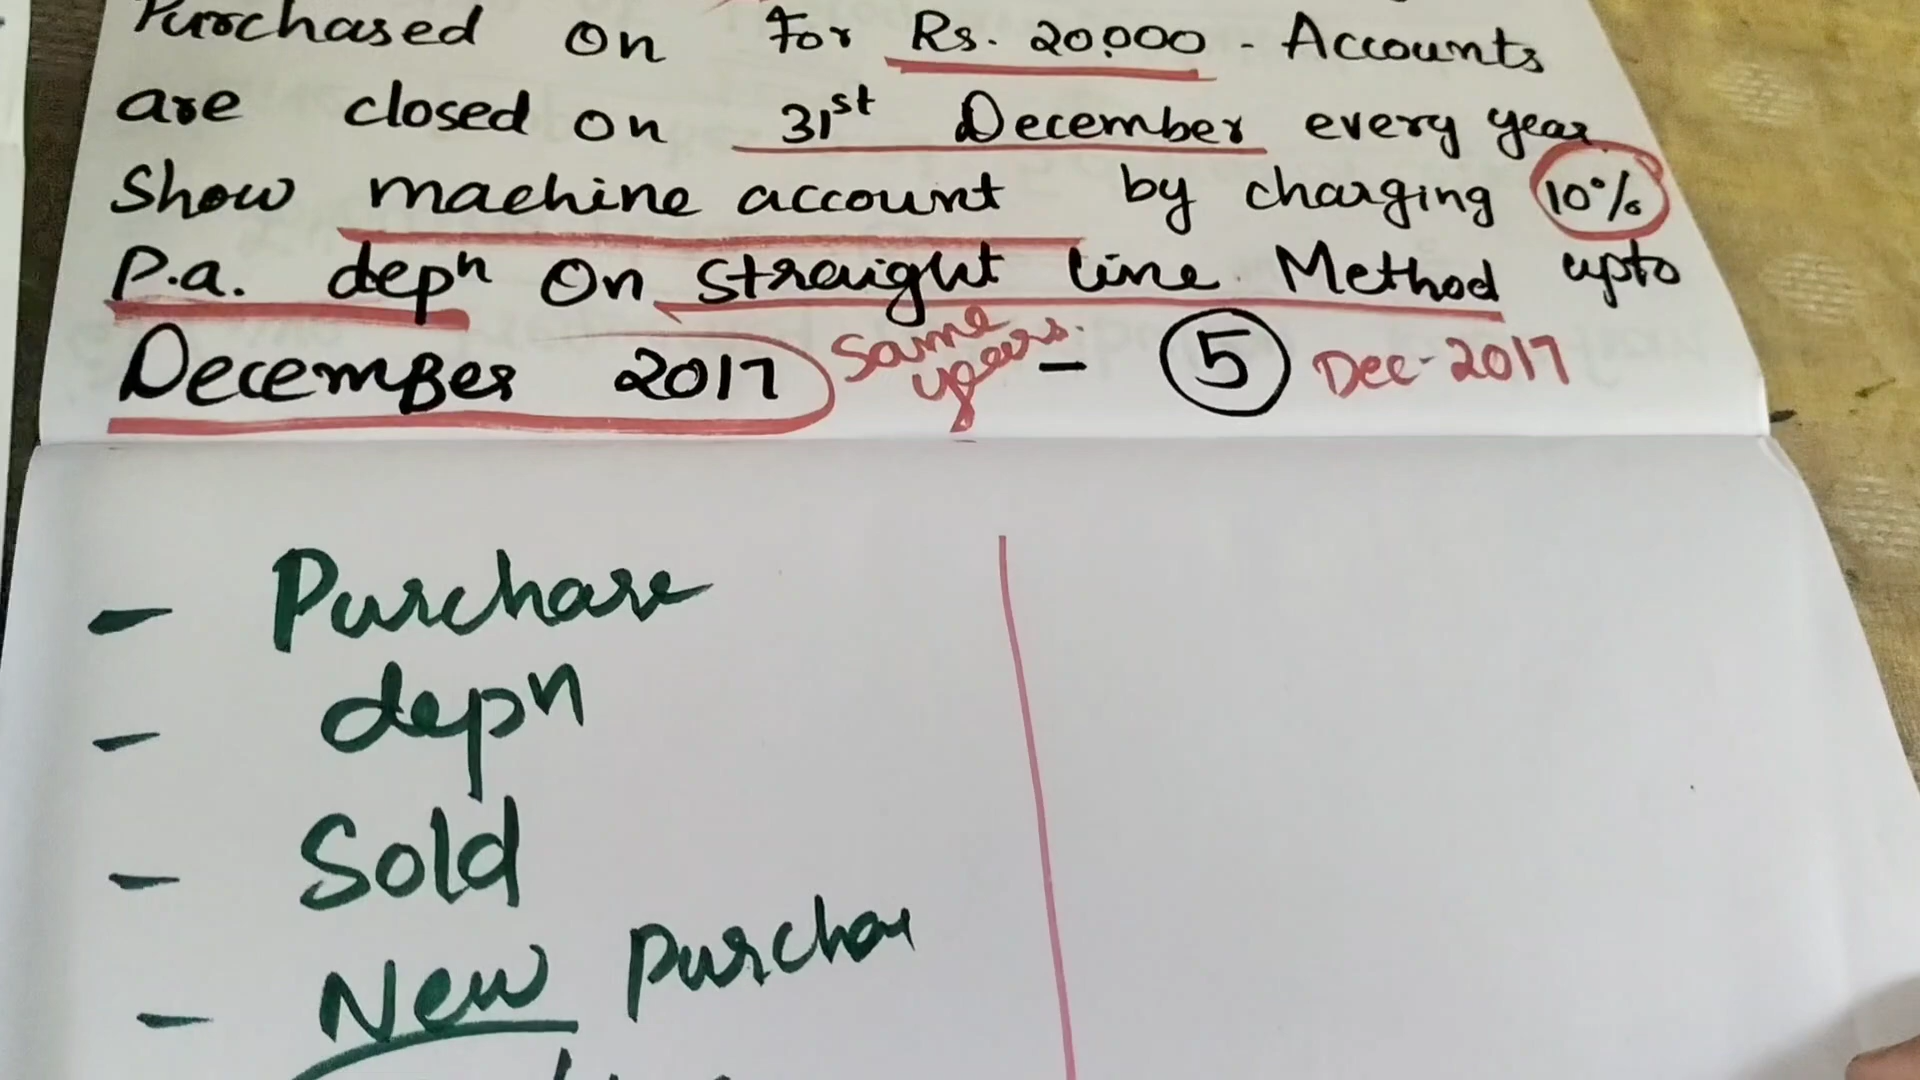 Purchased on for Rs. 20,000 - Accounts
are closed on 31st December every year
Show machine account by charging 10%
P.a. depn on straight line Method upto
December 2017 Same years. - 5 Dec-2017
- Purchase
- depn
- Sold
- New Purchas